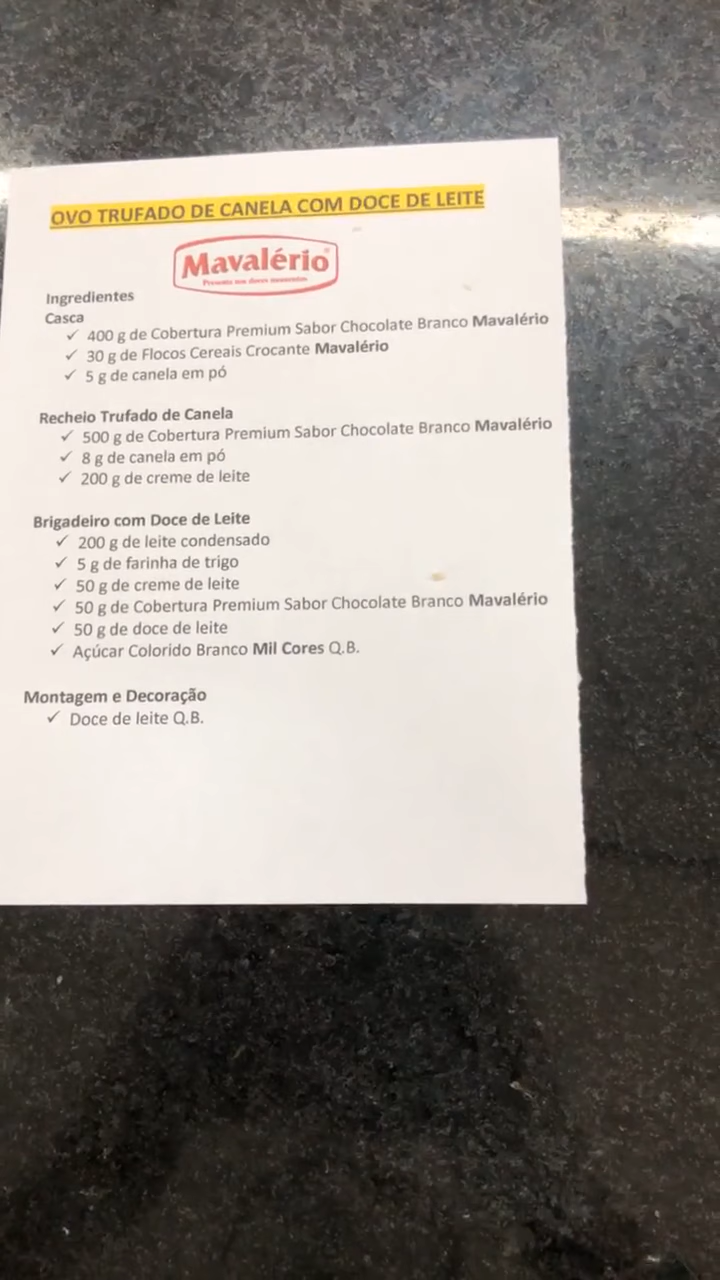 OVO TRUFADO DE CANELA COM DOCE DE LEITE
Mavalério®
Presente nos doces momentos
Ingredientes
Casca
✓ 400 g de Cobertura Premium Sabor Chocolate Branco Mavalério
✓ 30 g de Flocos Cereais Crocante Mavalério
✓ 5 g de canela em pó
Recheio Trufado de Canela
✓ 500 g de Cobertura Premium Sabor Chocolate Branco Mavalério
✓ 8 g de canela em pó
✓ 200 g de creme de leite
Brigadeiro com Doce de Leite
✓ 200 g de leite condensado
✓ 5 g de farinha de trigo
✓ 50 g de creme de leite
✓ 50 g de Cobertura Premium Sabor Chocolate Branco Mavalério
✓ 50 g de doce de leite
✓ Açúcar Colorido Branco Mil Cores Q.B.
Montagem e Decoração
✓ Doce de leite Q.B.